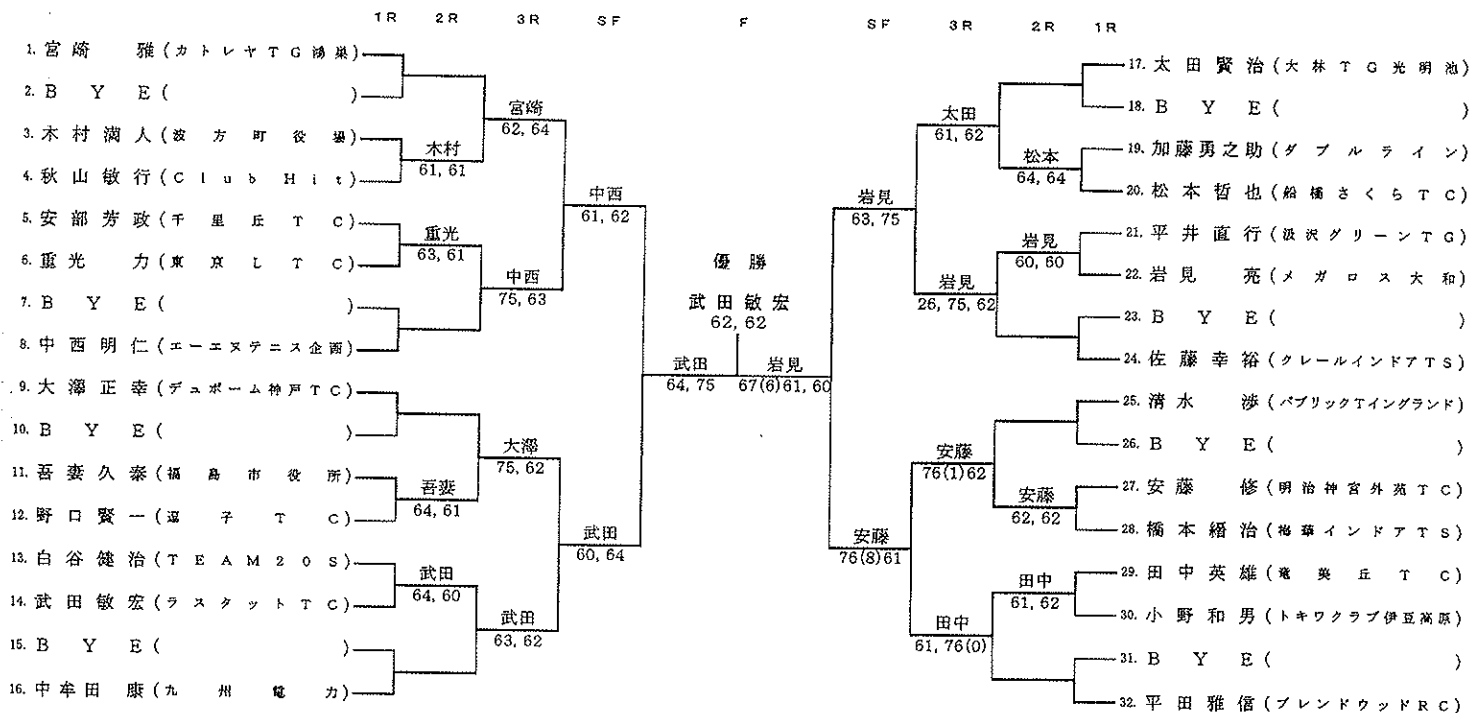 1R 2R 3R SF F SF 3R 2R 1R
1. 宮崎 雅 (カトレヤTG鴻巣)
2. BYE ( )
3. 木村満人 (波方町役場)
4. 秋山敏行 (Club Hit)
5. 安部芳政 (千里丘TC)
6. 重光 力 (東京LTC)
7. BYE ( )
8. 中西明仁 (エーエヌテニス企画)
9. 大澤正幸 (デュポーム神戸TC)
10. BYE ( )
11. 吾妻久泰 (福島市役所)
12. 野口賢一 (逗子TC)
13. 白谷健治 (TEAM20S)
14. 武田敏宏 (ラスタットTC)
15. BYE ( )
16. 中牟田 康 (九州電力)
木村
61, 61
重光
63, 61
吾妻
64, 61
武田
64, 60
宮崎
62, 64
中西
75, 63
大澤
75, 62
武田
63, 62
中西
61, 62
武田
60, 64
武田
64, 75
優勝
武田敏宏
62, 62
岩見
67(6)61, 60
岩見
63, 75
安藤
76(8)61
太田
61, 62
岩見
26, 75, 62
安藤
76(1)62
田中
61, 76(0)
松本
64, 64
岩見
60, 60
安藤
62, 62
田中
61, 62
17. 太田賢治 (大林TG光明池)
18. BYE ( )
19. 加藤勇之助 (ダブルライン)
20. 松本哲也 (船橋さくらTC)
21. 平井直行 (汲沢グリーンTG)
22. 岩見 亮 (メガロス大和)
23. BYE ( )
24. 佐藤幸裕 (クレールインドアTS)
25. 清水 渉 (パブリックTイングランド)
26. BYE ( )
27. 安藤 修 (明治神宮外苑TC)
28. 橋本縉治 (梅華インドアTS)
29. 田中英雄 (竜美丘TC)
30. 小野和男 (トキワクラブ伊豆高原)
31. BYE ( )
32. 平田雅信 (ブレンドウッドRC)